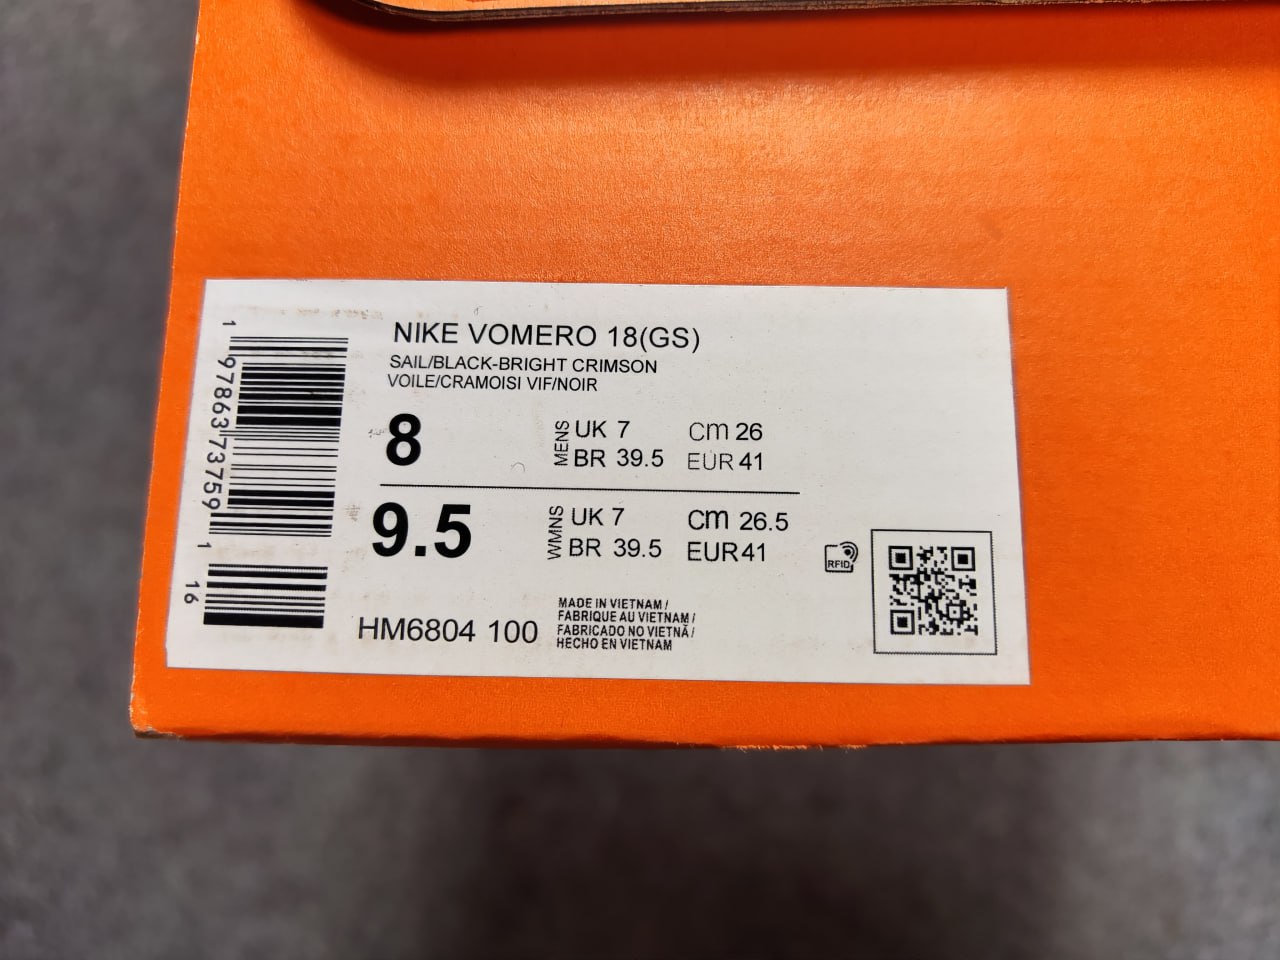 NIKE VOMERO 18(GS)
SAIL/BLACK-BRIGHT CRIMSON
VOILE/CRAMOISI VIF/NOIR
8
MENS
UK 7
Cm 26
BR 39.5
EUR 41
9.5
WMNS
UK 7
Cm 26.5
BR 39.5
EUR 41
HM6804 100
MADE IN VIETNAM /
FABRIQUE AU VIETNAM /
FABRICADO NO VIETNÃ /
HECHO EN VIETNAM
RFID
1 97863 73759 1 16